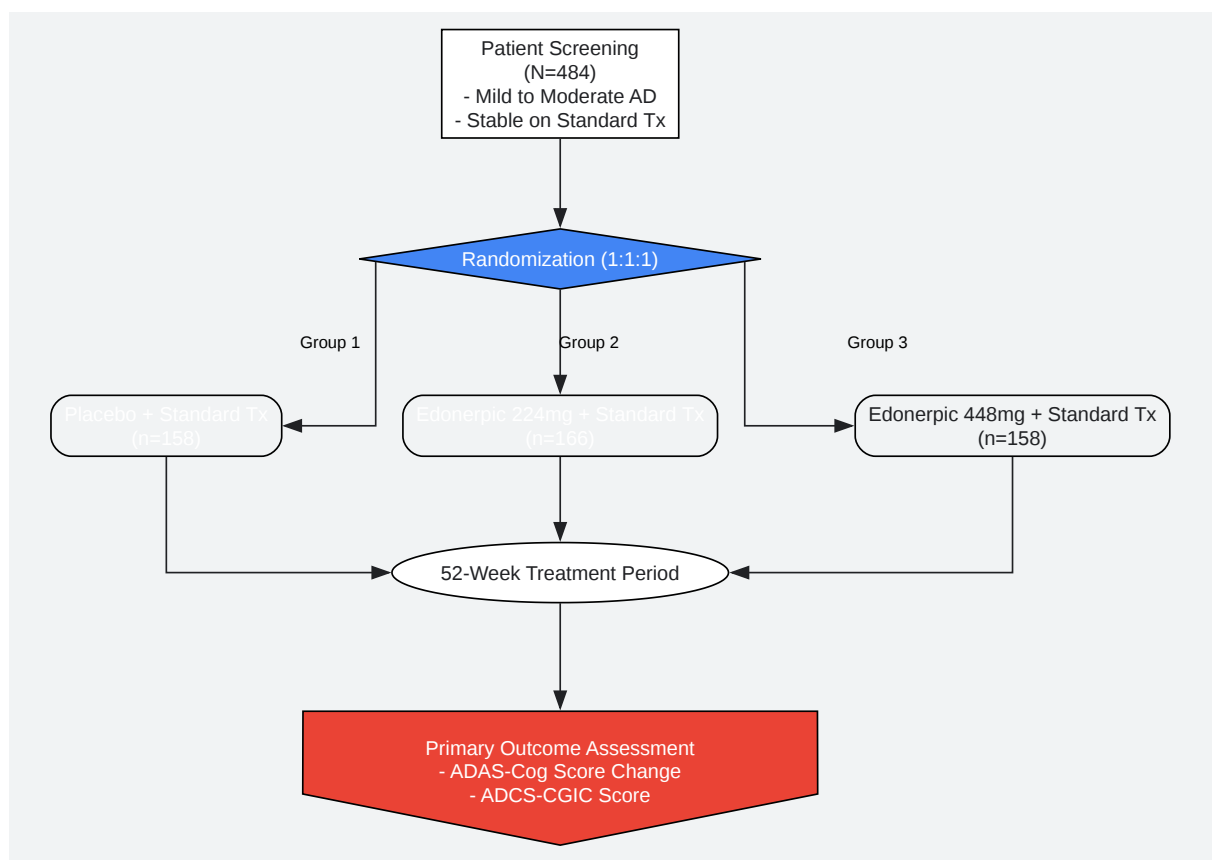 Patient Screening
(N=484)
- Mild to Moderate AD
- Stable on Standard Tx
Randomization (1:1:1)
Group 1
Group 2
Group 3
Placebo + Standard Tx
(n=158)
Edonerpic 224mg + Standard Tx
(n=166)
Edonerpic 448mg + Standard Tx
(n=158)
52-Week Treatment Period
Primary Outcome Assessment
- ADAS-Cog Score Change
- ADCS-CGIC Score